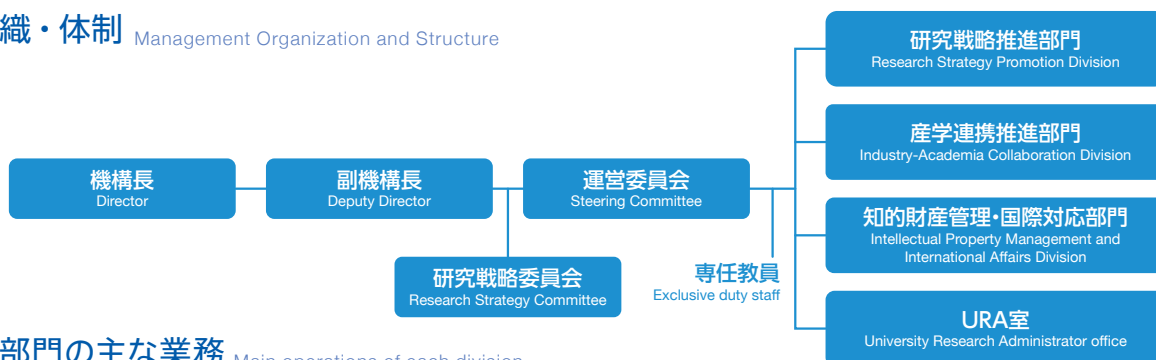 織・体制 Management Organization and Structure
研究戦略推進部門
Research Strategy Promotion Division
産学連携推進部門
Industry-Academia Collaboration Division
機構長
Director
副機構長
Deputy Director
運営委員会
Steering Committee
知的財産管理・国際対応部門
Intellectual Property Management and
International Affairs Division
研究戦略委員会
Research Strategy Committee
専任教員
Exclusive duty staff
URA室
University Research Administrator office
部門の主な業務 Main operations of each division